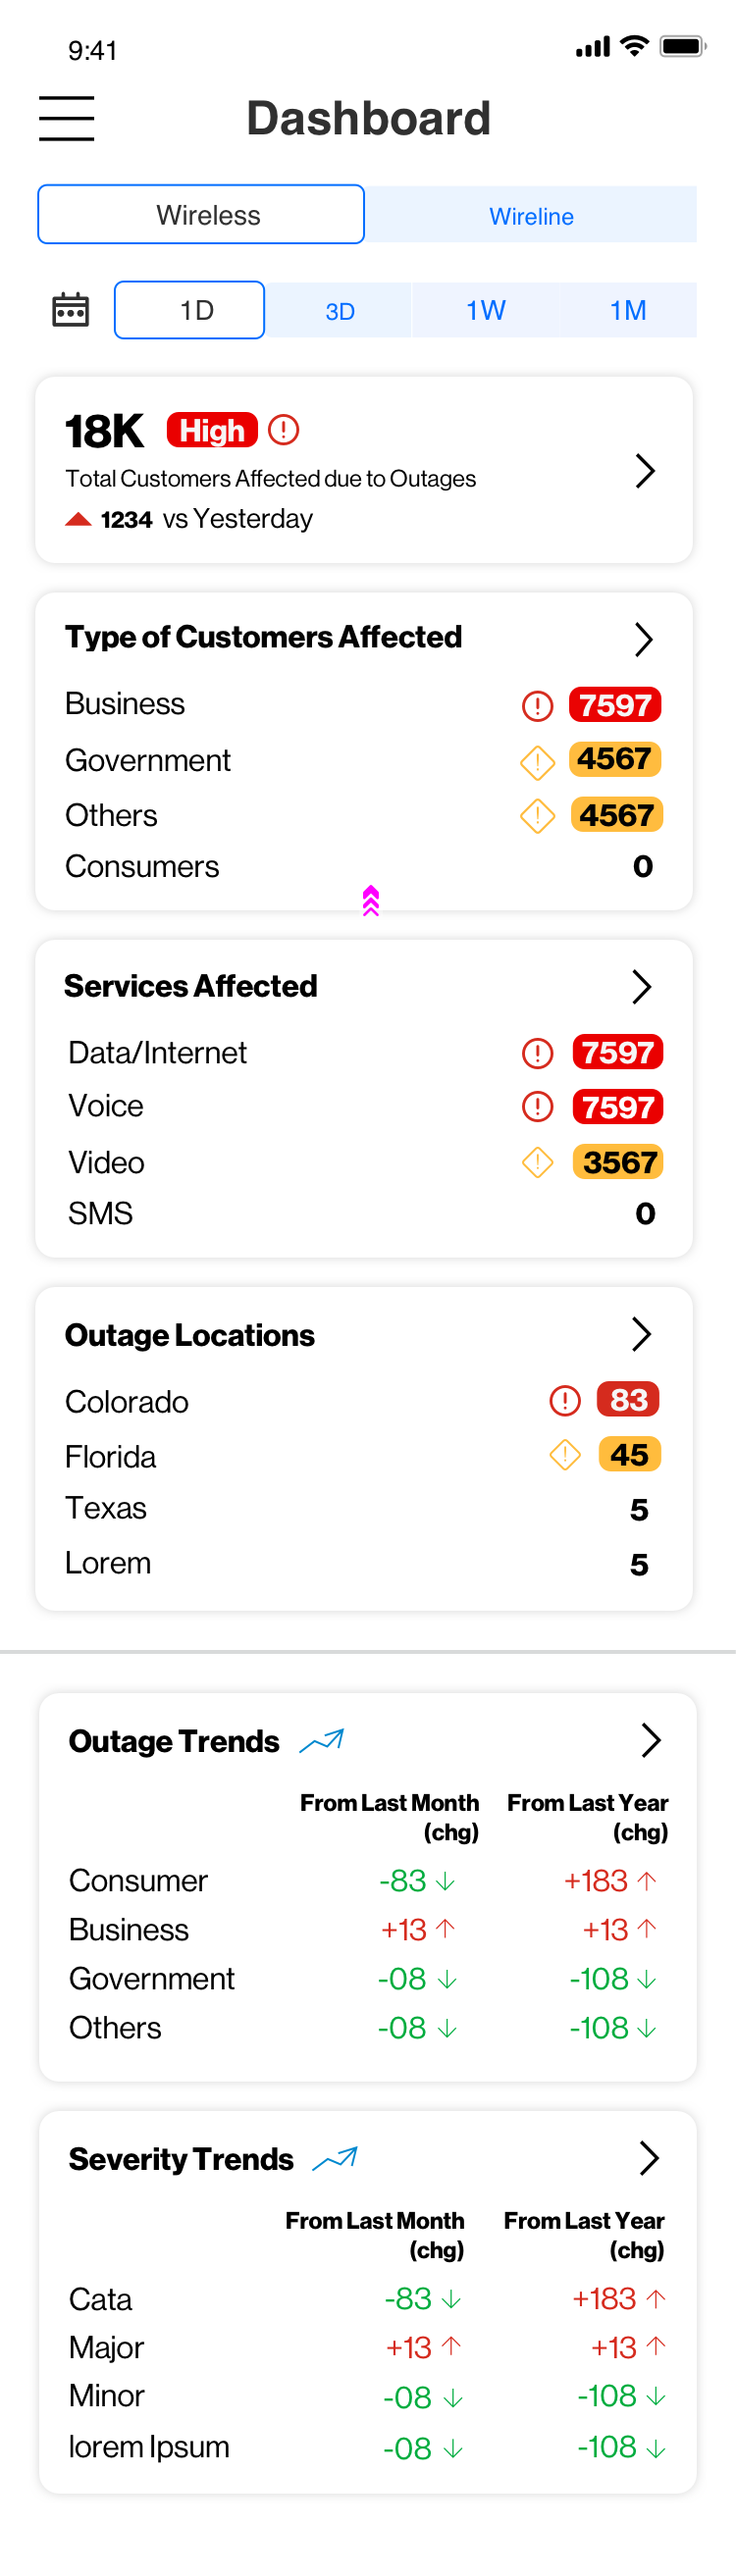 9:41
Dashboard
Wireless Wireline
1D 3D 1W 1M
18K High
Total Customers Affected due to Outages
1234 vs Yesterday
Type of Customers Affected
Business 7597
Government 4567
Others 4567
Consumers 0
Services Affected
Data/Internet 7597
Voice 7597
Video 3567
SMS 0
Outage Locations
Colorado 83
Florida 45
Texas 5
Lorem 5
Outage Trends
From Last Month From Last Year
(chg) (chg)
Consumer -83 ↓ +183 ↑
Business +13 ↑ +13 ↑
Government -08 ↓ -108 ↓
Others -08 ↓ -108 ↓
Severity Trends
From Last Month From Last Year
(chg) (chg)
Cata -83 ↓ +183 ↑
Major +13 ↑ +13 ↑
Minor -08 ↓ -108 ↓
lorem Ipsum -08 ↓ -108 ↓